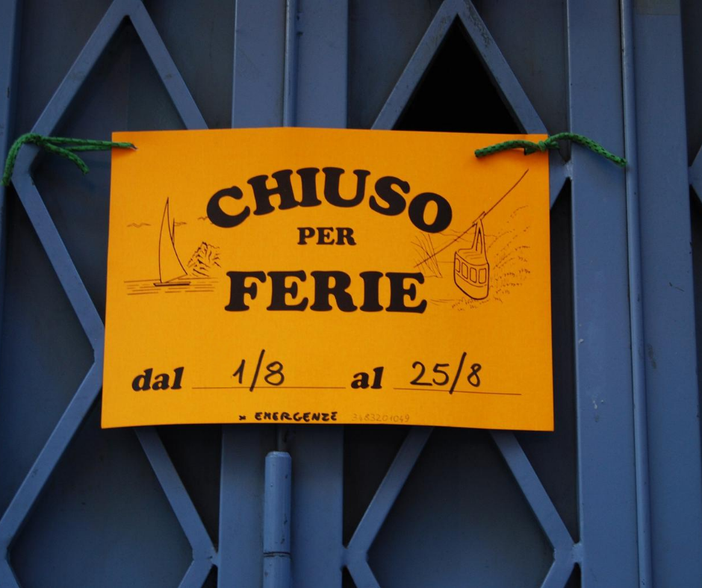 CHIUSO
PER
FERIE
dal 1/8 al 25/8
x EMERGENZE